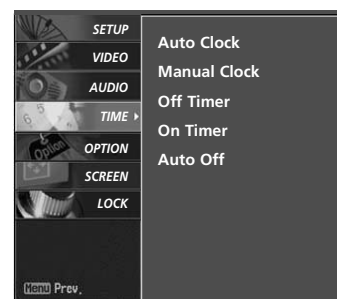 SETUP
VIDEO
AUDIO
TIME
OPTION
SCREEN
LOCK
Auto Clock
Manual Clock
Off Timer
On Timer
Auto Off
Menu Prev.